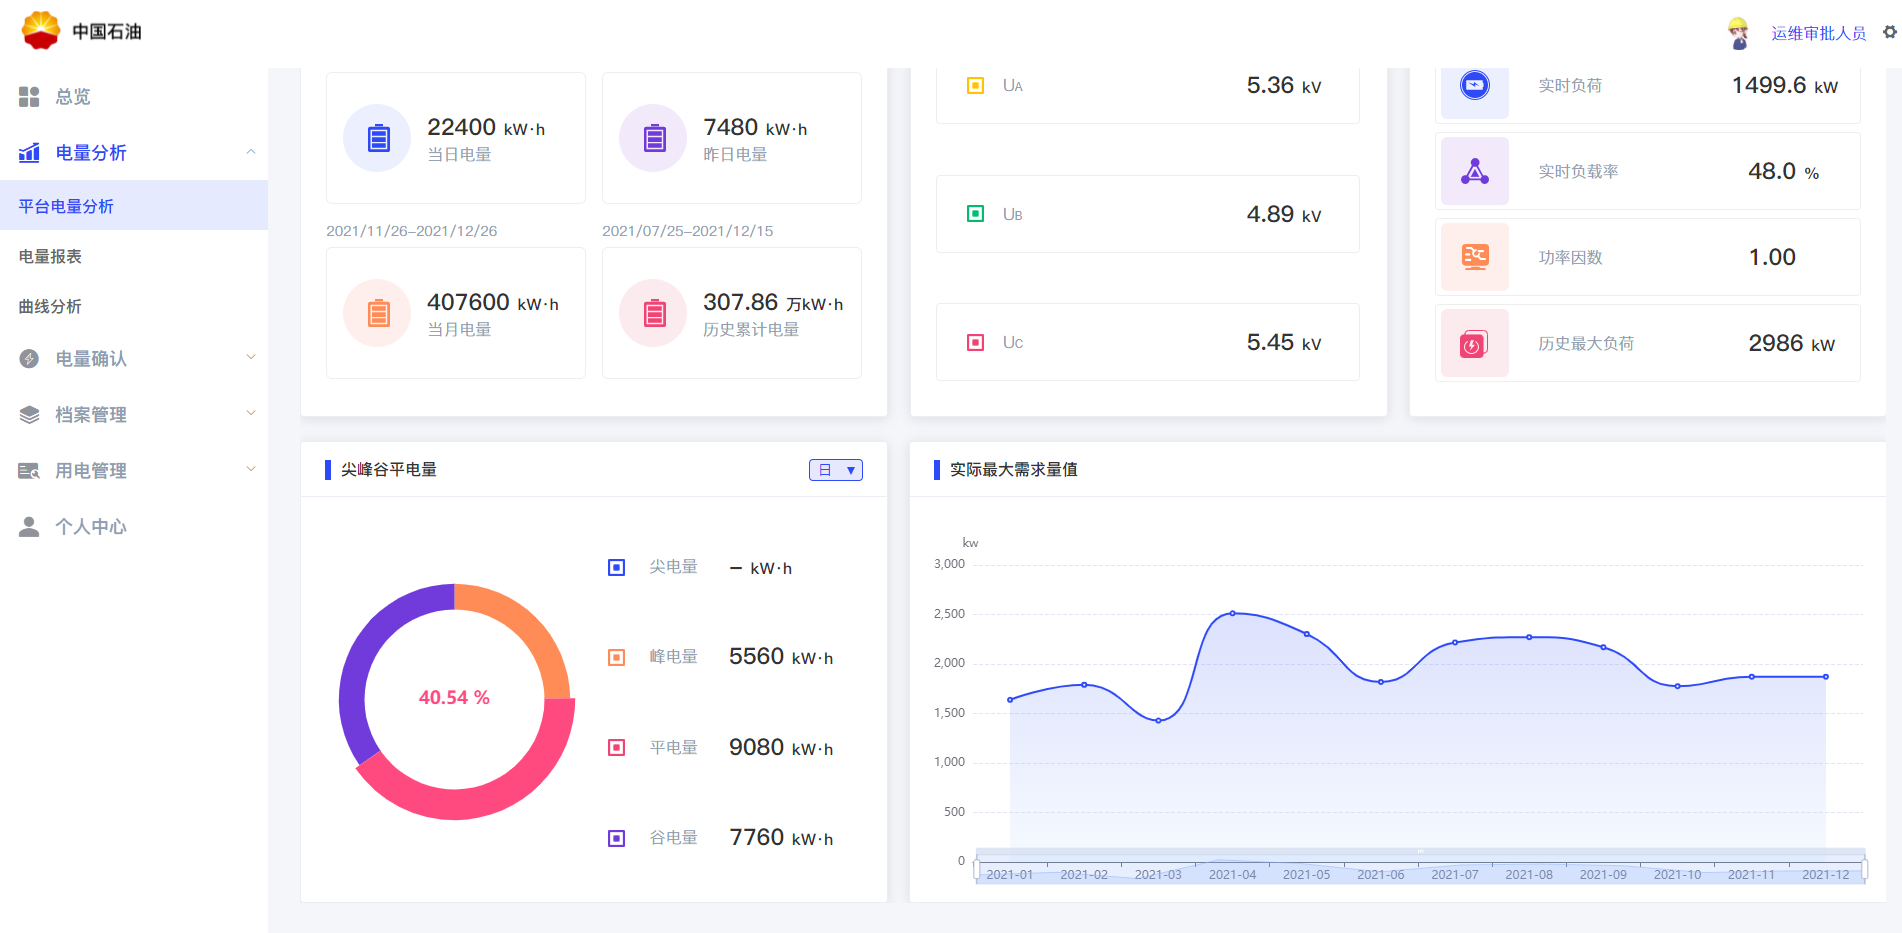 中国石油
运维审批人员
总览
电量分析
平台电量分析
电量报表
曲线分析
电量确认
档案管理
用电管理
个人中心
22400 kW·h
当日电量
7480 kW·h
昨日电量
2021/11/26-2021/12/26
2021/07/25-2021/12/15
407600 kW·h
当月电量
307.86 万kW·h
历史累计电量
UA 5.36 kV
UB 4.89 kV
UC 5.45 kV
实时负荷 1499.6 kW
实时负载率 48.0 %
功率因数 1.00
历史最大负荷 2986 kW
尖峰谷平电量
日 ▼
40.54 %
尖电量 – kW·h
峰电量 5560 kW·h
平电量 9080 kW·h
谷电量 7760 kW·h
实际最大需求量值
kw
3,000
2,500
2,000
1,500
1,000
500
0
2021-01 2021-02 2021-03 2021-04 2021-05 2021-06 2021-07 2021-08 2021-09 2021-10 2021-11 2021-12